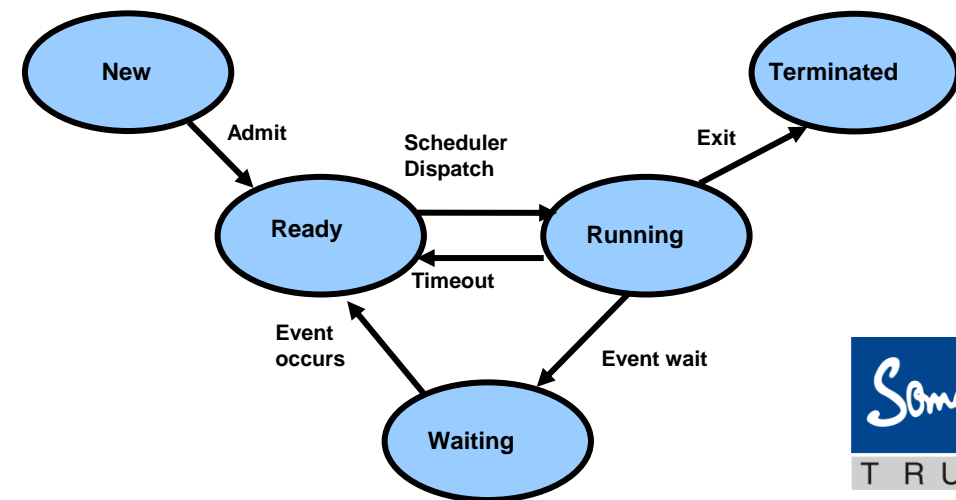 New
Terminated
Admit
Exit
Scheduler
Dispatch
Ready
Running
Timeout
Event
occurs
Event wait
Waiting